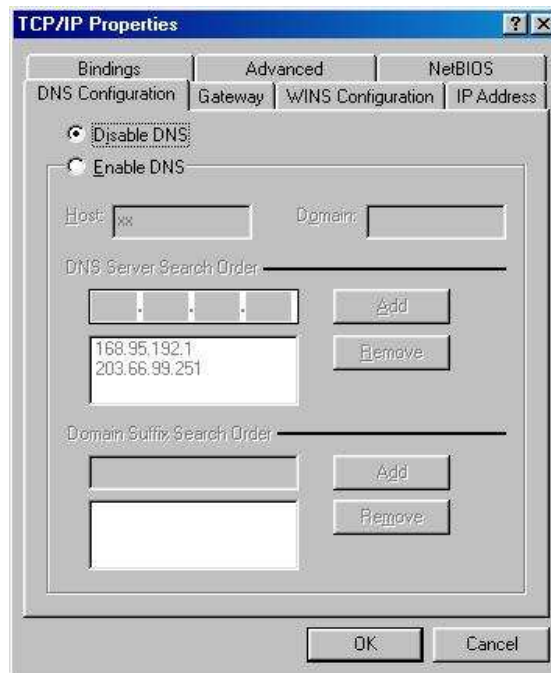 TCP/IP Properties
Bindings Advanced NetBIOS
DNS Configuration Gateway WINS Configuration IP Address
Disable DNS
Enable DNS
Host: xx Domain:
DNS Server Search Order
. . .
Add
168.95.192.1
203.66.99.251
Remove
Domain Suffix Search Order
Add
Remove
OK Cancel